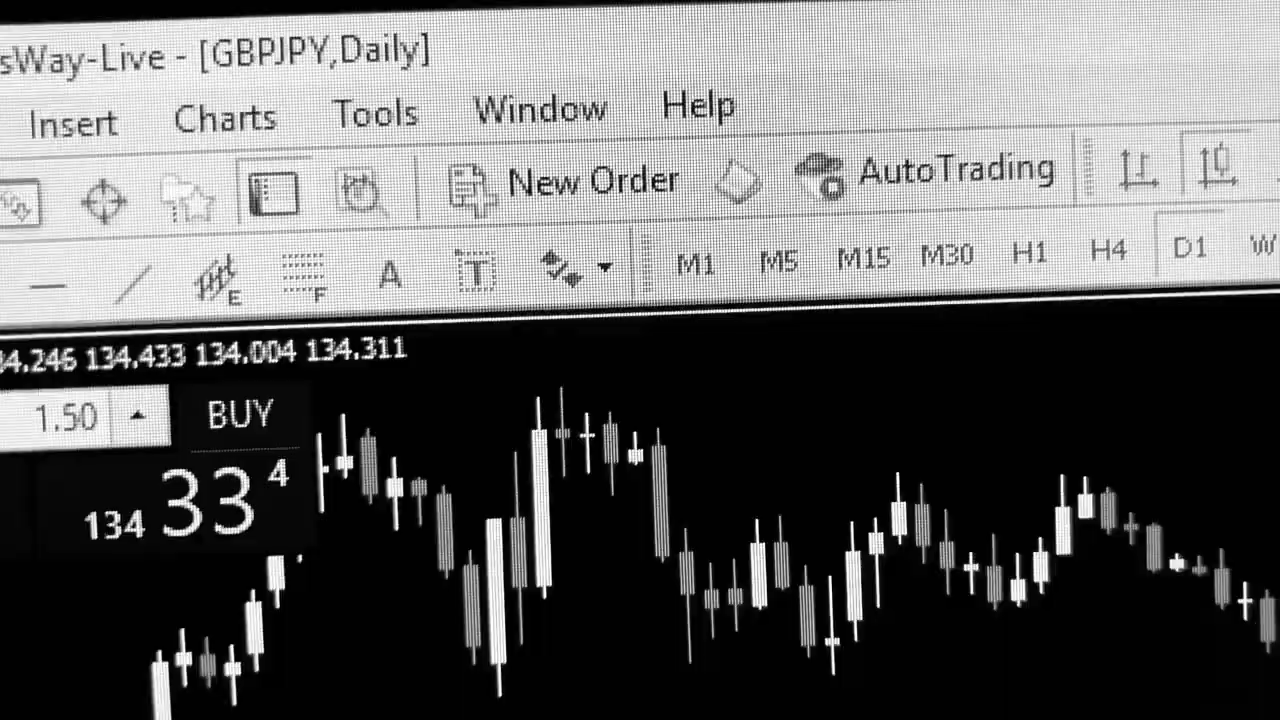 sWay-Live - [GBPJPY,Daily]
Insert Charts Tools Window Help
New Order AutoTrading
E F A T M1 M5 M15 M30 H1 H4 D1 W
34.246 134.433 134.004 134.311
1.50 BUY
134 33 4